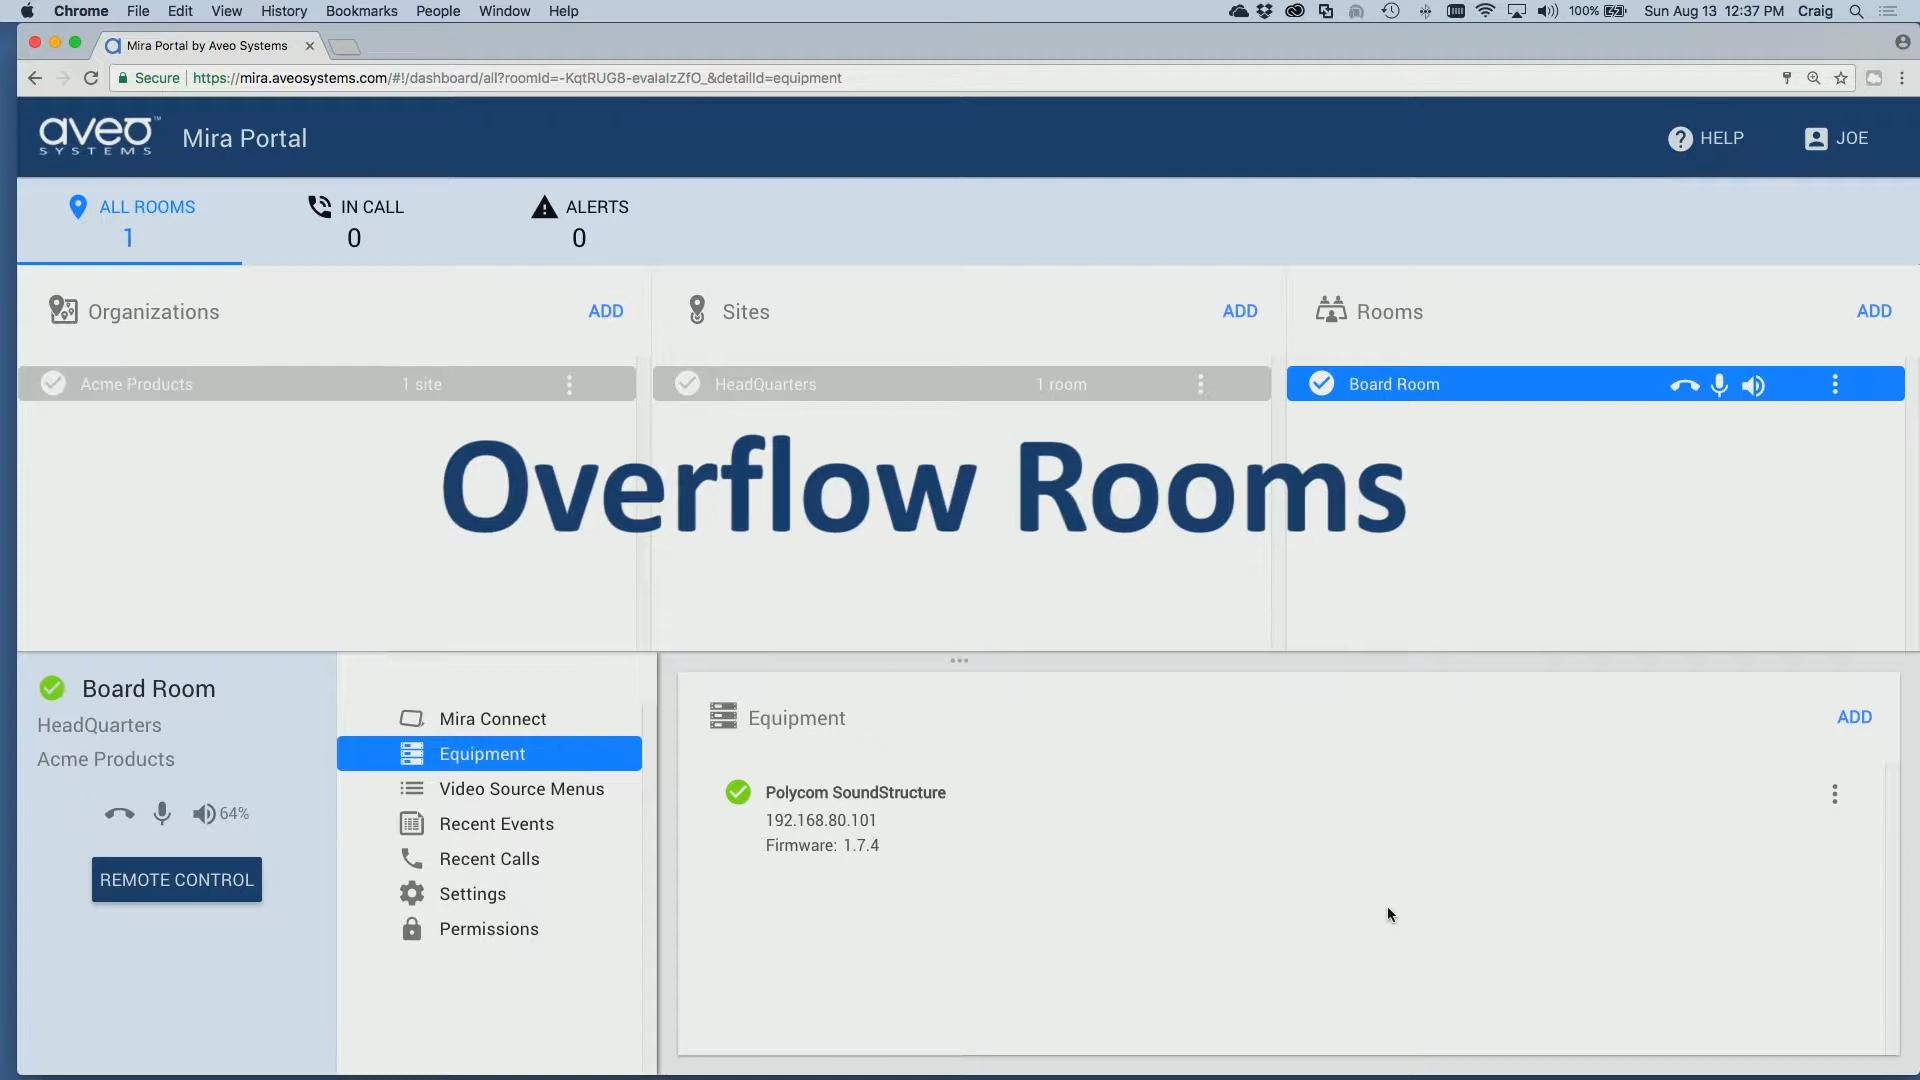 Chrome File Edit View History Bookmarks People Window Help 100% Sun Aug 13 12:37 PM Craig
Mira Portal by Aveo Systems
Secure https://mira.aveosystems.com/#!/dashboard/all?roomId=-KqtRUG8-evalaIzZfO_&detailId=equipment
aveo™ SYSTEMS Mira Portal ? HELP JOE
ALL ROOMS IN CALL ALERTS
1 0 0
Organizations ADD Sites ADD Rooms ADD
Acme Products 1 site HeadQuarters 1 room Board Room
Overflow Rooms
Board Room
HeadQuarters
Acme Products
64%
REMOTE CONTROL
Mira Connect
Equipment
Video Source Menus
Recent Events
Recent Calls
Settings
Permissions
Equipment ADD
Polycom SoundStructure
192.168.80.101
Firmware: 1.7.4